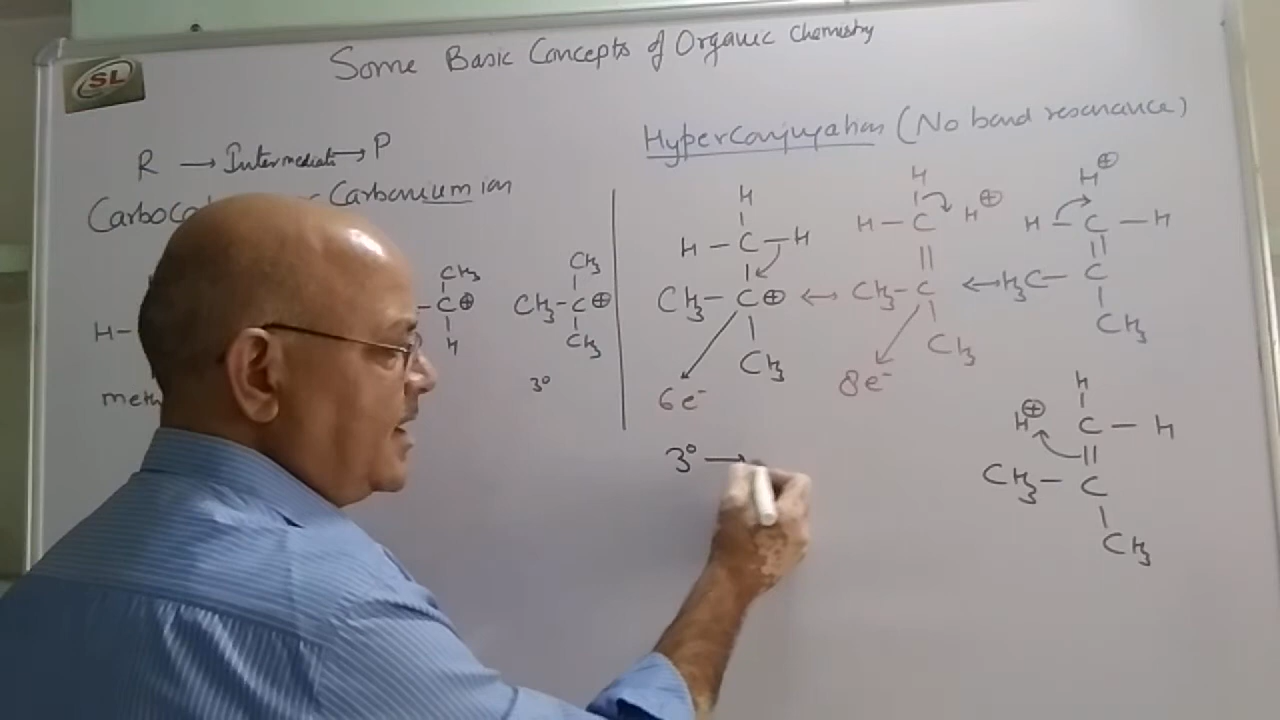 Some Basic Concepts of Organic Chemistry
SL
R → Intermediate → P
Carbonium ion
CH3
C⊕
H
CH3
CH3–C⊕
CH3
3°
H–
meth
Hyperconjugation (No bond resonance)
H
H – C – H
CH3 – C⊕
CH3
6e-
↔
H
H – C H⊕
CH3 – C
CH3
8e-
↔
H⊕
H C – H
H3C – C
CH3
H
H⊕ C – H
CH3 – C
CH3
3° →